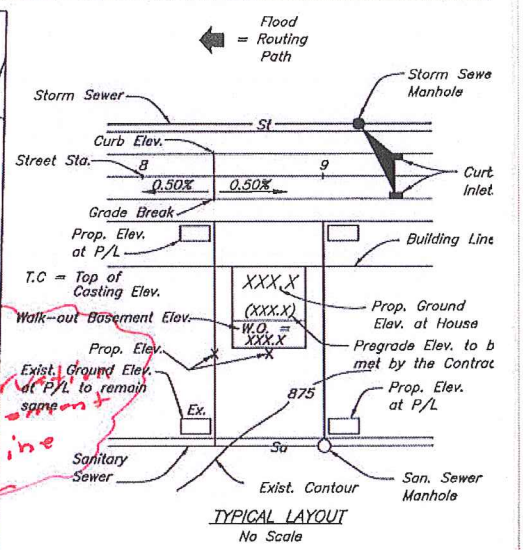 Flood
= Routing
Path
Storm Sewe
Manhole
Storm Sewer
St
Curb Elev.
Street Sta.
8
9
0.50%
0.50%
Curb
Inlet
Grade Break
Prop. Elev.
at P/L
Building Line
T.C = Top of
Casting Elev.
XXX.X
(XXX.X)
Prop. Ground
Elev. at House
Walk-out Basement Elev.
W.O. =
XXX.X
Pregrade Elev. to b
met by the Contrac
Prop. Elev.
X
X
Exist. Ground Elev.
at P/L to remain
same
875
Prop. Elev.
at P/L
Ex.
ine
Sanitary
Sewer
Sa
Exist. Contour
San. Sewer
Manhole
TYPICAL LAYOUT
No Scale